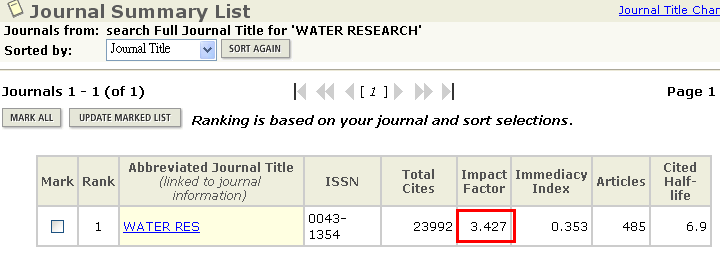 Journal Summary List
Journal Title Chan
Journals from: search Full Journal Title for 'WATER RESEARCH'
Sorted by: Journal Title SORT AGAIN
Journals 1 - 1 (of 1)
[ 1 ]
Page 1
MARK ALL UPDATE MARKED LIST Ranking is based on your journal and sort selections.
Mark
Rank
Abbreviated Journal Title
(linked to journal
information)
ISSN
Total
Cites
Impact
Factor
Immediacy
Index
Articles
Cited
Half-
life
1
WATER RES
0043-
1354
23992
3.427
0.353
485
6.9